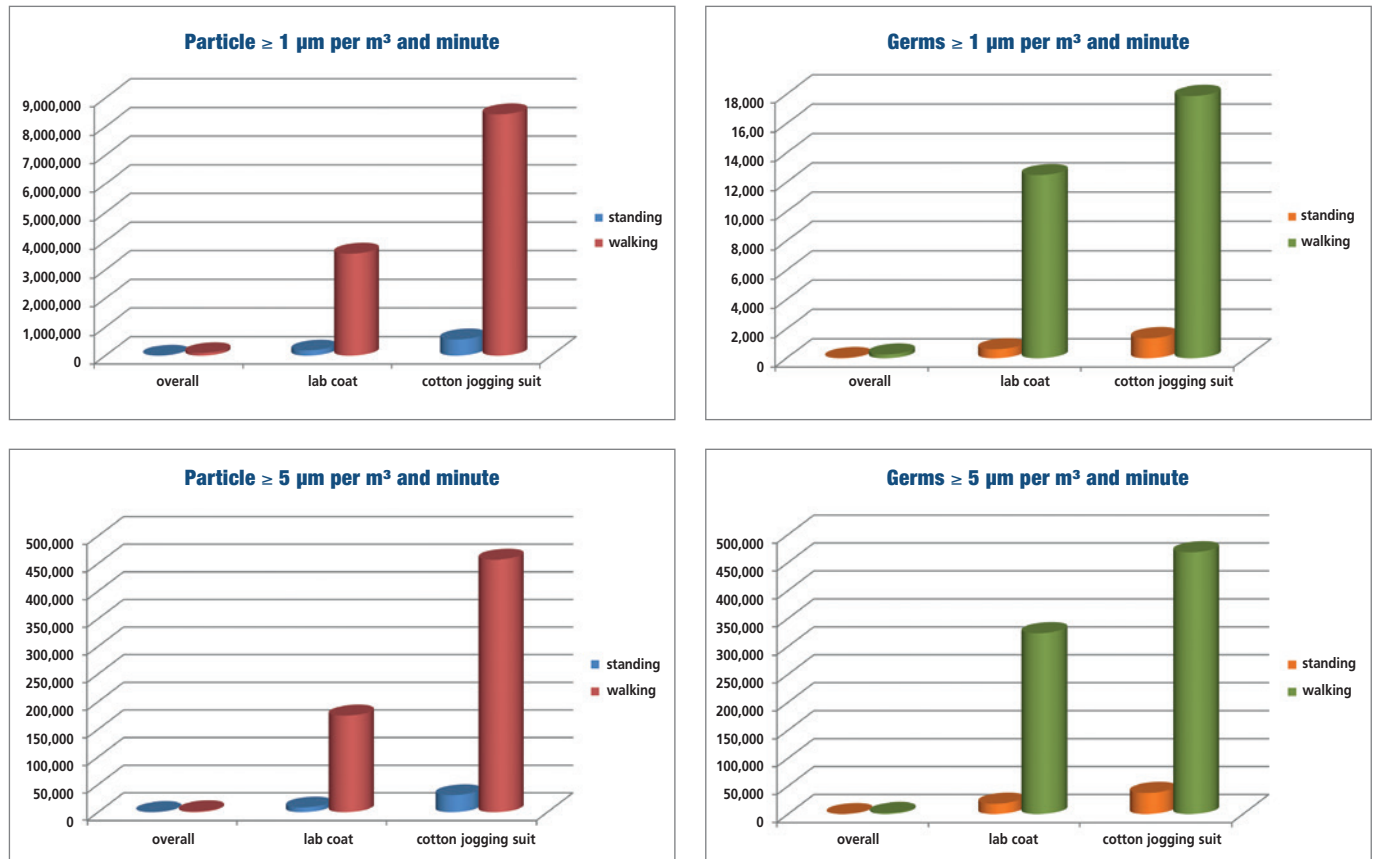 Particle ≥ 1 µm per m³ and minute
9,000,000
8,000,000
7,000,000
6,000,000
5,000,000
4,000,000
3,000,000
2,000,000
1,000,000
0
standing
walking
overall lab coat cotton jogging suit
Germs ≥ 1 µm per m³ and minute
18,000
16,00
14,000
12,000
10,000
8,000
6,000
4,000
2,000
0
standing
walking
overall lab coat cotton jogging suit
Particle ≥ 5 µm per m³ and minute
500,000
450,000
400,000
350,000
300,000
250,000
200,000
150,000
100,000
50,000
0
standing
walking
overall lab coat cotton jogging suit
Germs ≥ 5 µm per m³ and minute
500,000
450,000
400,000
350,000
300,000
250,000
200,000
150,000
100,000
50,000
0
standing
walking
overall lab coat cotton jogging suit